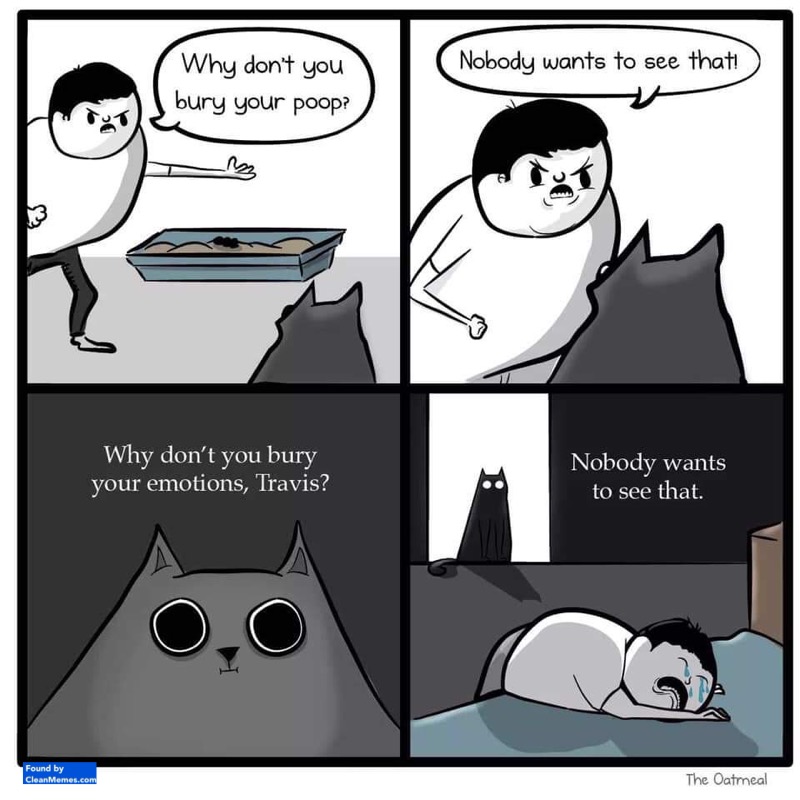 Why don't you
bury your poop?
Nobody wants to see that!
Why don't you bury
your emotions, Travis?
Nobody wants
to see that.
Found by
CleanMemes.com
The Oatmeal